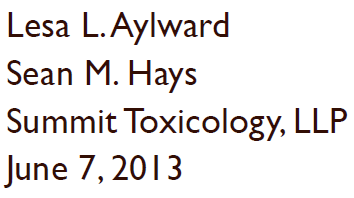 Lesa L. Aylward
Sean M. Hays
Summit Toxicology, LLP
June 7, 2013